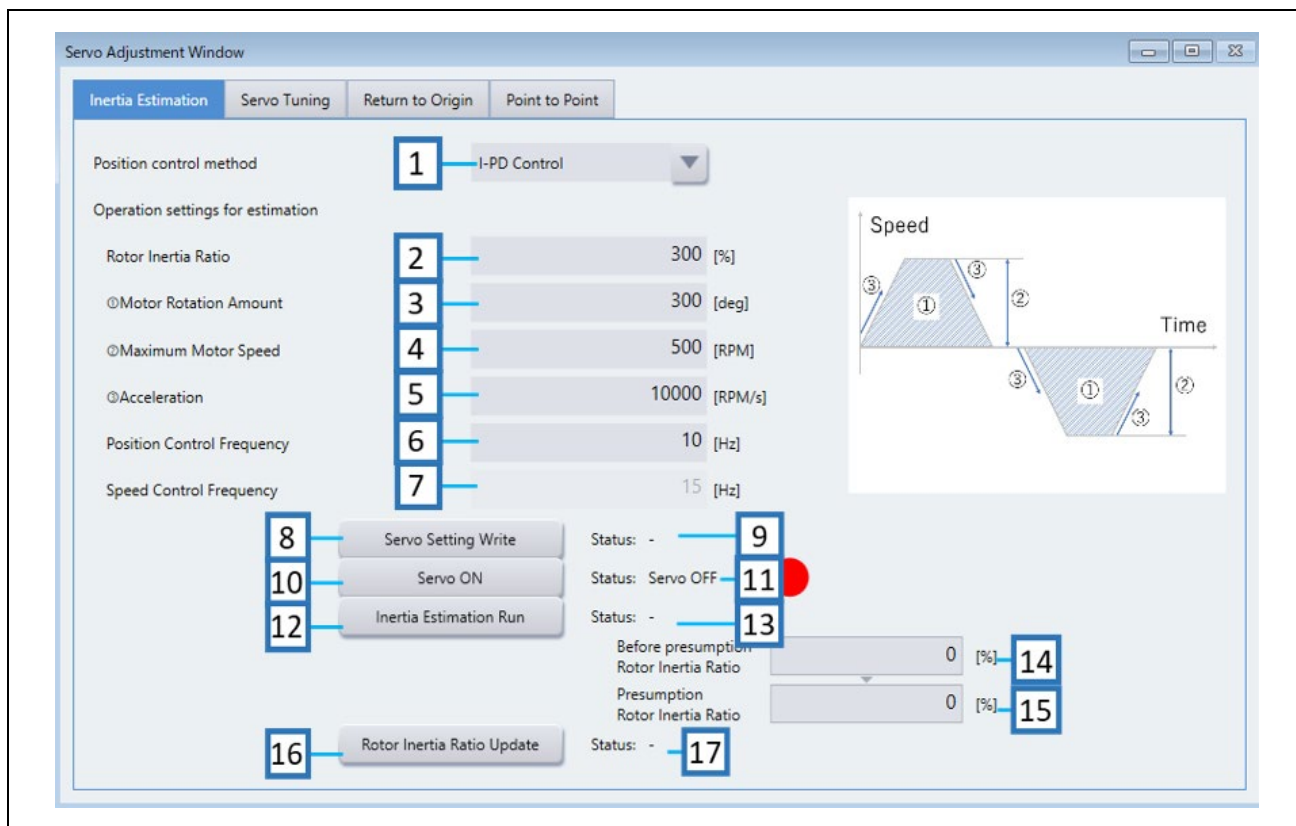 Servo Adjustment Window
Inertia Estimation Servo Tuning Return to Origin Point to Point
Position control method 1 I-PD Control
Operation settings for estimation
Rotor Inertia Ratio 2 300 [%]
①Motor Rotation Amount 3 300 [deg]
②Maximum Motor Speed 4 500 [RPM]
③Acceleration 5 10000 [RPM/s]
Position Control Frequency 6 10 [Hz]
Speed Control Frequency 7 15 [Hz]
Speed
③ ① ③ ②
Time
③ ① ③ ②
8 Servo Setting Write Status: - 9
10 Servo ON Status: Servo OFF 11
12 Inertia Estimation Run Status: - 13
Before presumption
Rotor Inertia Ratio 0 [%] 14
Presumption
Rotor Inertia Ratio 0 [%] 15
16 Rotor Inertia Ratio Update Status: - 17